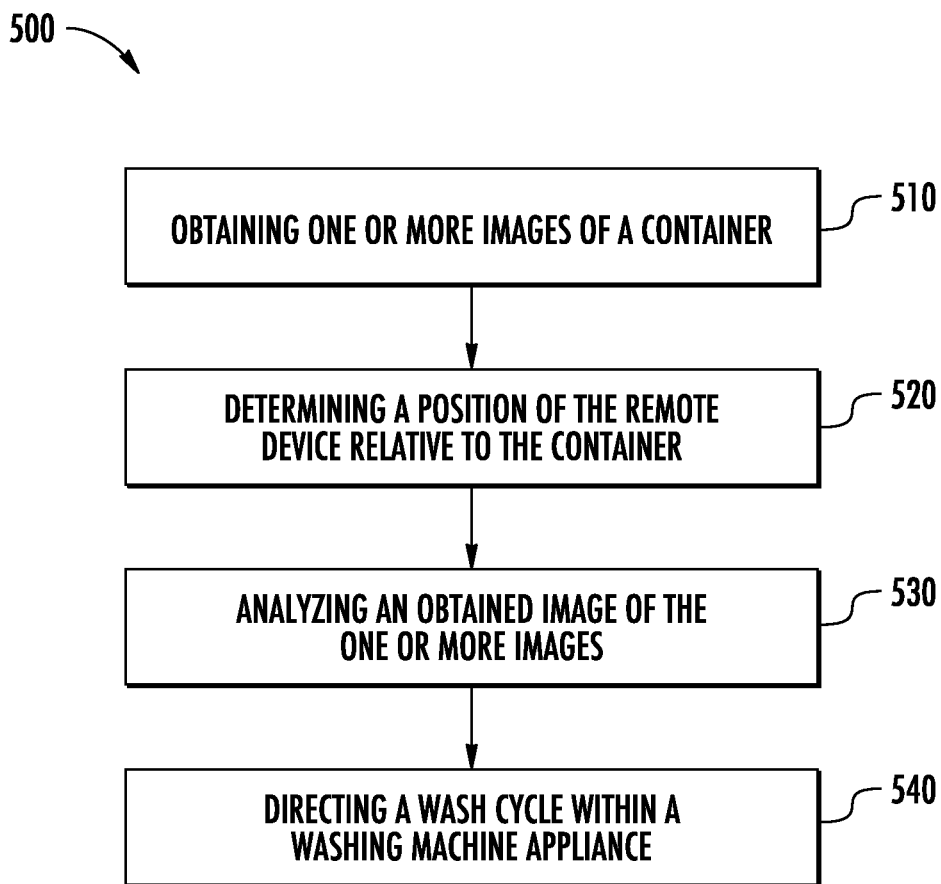 500
OBTAINING ONE OR MORE IMAGES OF A CONTAINER
510
DETERMINING A POSITION OF THE REMOTE
DEVICE RELATIVE TO THE CONTAINER
520
ANALYZING AN OBTAINED IMAGE OF THE
ONE OR MORE IMAGES
530
DIRECTING A WASH CYCLE WITHIN A
WASHING MACHINE APPLIANCE
540